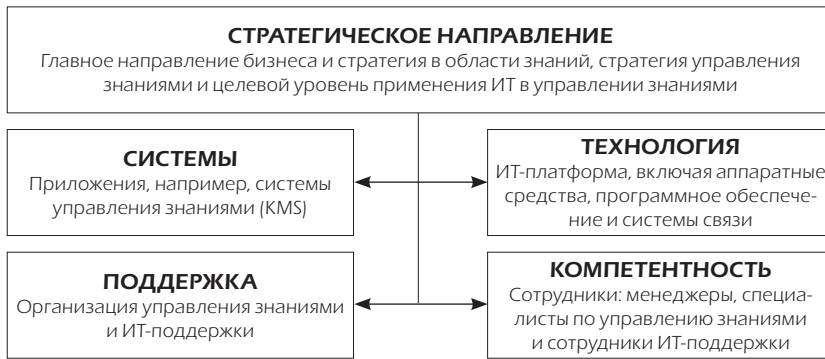 СТРАТЕГИЧЕСКОЕ НАПРАВЛЕНИЕ
Главное направление бизнеса и стратегия в области знаний, стратегия управления
знаниями и целевой уровень применения ИТ в управлении знаниями
СИСТЕМЫ
Приложения, например, системы
управления знаниями (KMS)
ТЕХНОЛОГИЯ
ИТ-платформа, включая аппаратные
средства, программное обеспече-
ние и системы связи
ПОДДЕРЖКА
Организация управления знаниями
и ИТ-поддержки
КОМПЕТЕНТНОСТЬ
Сотрудники: менеджеры, специа-
листы по управлению знаниями
и сотрудники ИТ-поддержки